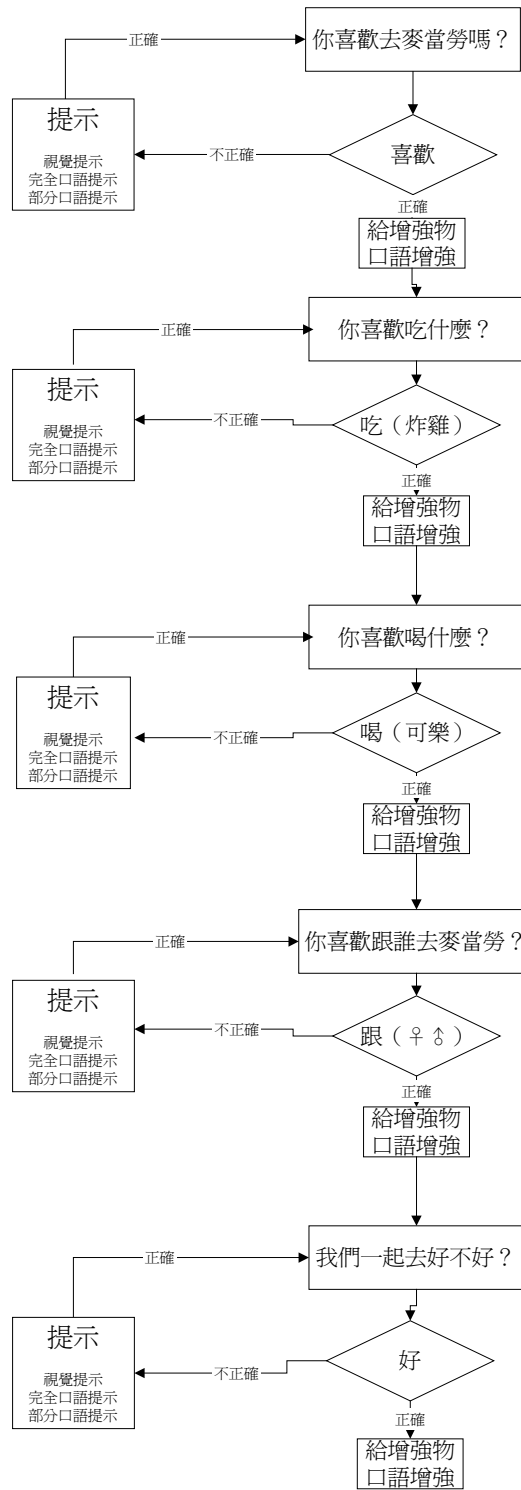 正確
你喜歡去麥當勞嗎？
提示
視覺提示
完全口語提示
部分口語提示
不正確
喜歡
正確
給增強物
口語增強
正確
你喜歡吃什麼？
提示
視覺提示
完全口語提示
部分口語提示
不正確
吃（炸雞）
正確
給增強物
口語增強
正確
你喜歡喝什麼？
提示
視覺提示
完全口語提示
部分口語提示
不正確
喝（可樂）
正確
給增強物
口語增強
正確
你喜歡跟誰去麥當勞？
提示
視覺提示
完全口語提示
部分口語提示
不正確
跟（♀♂）
正確
給增強物
口語增強
正確
我們一起去好不好？
提示
視覺提示
完全口語提示
部分口語提示
不正確
好
正確
給增強物
口語增強